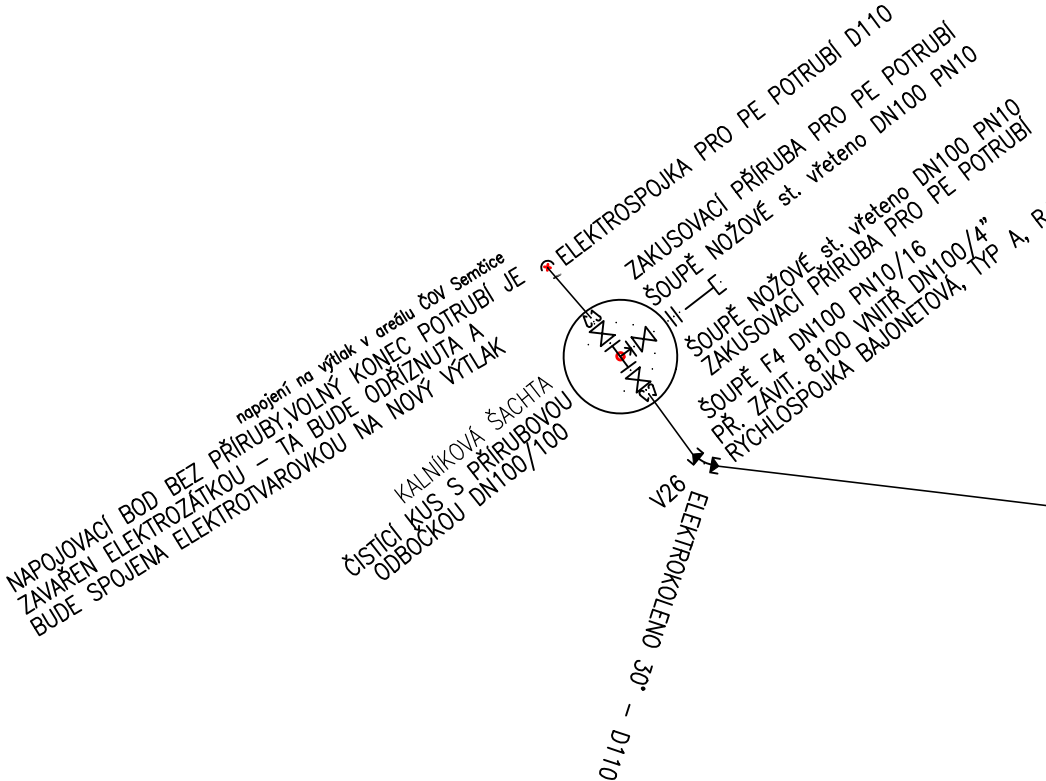 ELEKTROSPOJKA PRO PE POTRUBÍ D110
ZAKUSOVACÍ PŘÍRUBA PRO PE POTRUBÍ
ŠOUPĚ NOŽOVÉ st. vřeteno DN100 PN10
ŠOUPĚ NOŽOVÉ st. vřeteno DN100 PN10
ZAKUSOVACÍ PŘÍRUBA PRO PE POTRUBÍ
ŠOUPĚ F4 DN100 PN10/16
PŘ. ZÁVIT. 8100 VNITŘ DN100/4"
RYCHLOSPOJKA BAJONETOVÁ, TYP A, R
napojení na výtlak v areálu ČOV Semčice
NAPOJOVACÍ BOD BEZ PŘÍRUBY,VOLNÝ KONEC POTRUBÍ JE
ZAVAŘEN ELEKTROZÁTKOU – TA BUDE ODŘÍZNUTA A
BUDE SPOJENA ELEKTROTVAROVKOU NA NOVÝ VÝTLAK
KALNÍKOVÁ ŠACHTA
ČISTÍCÍ KUS S PŘÍRUBOVOU
ODBOČKOU DN100/100
V26
ELEKTROKOLENO 30° – D110